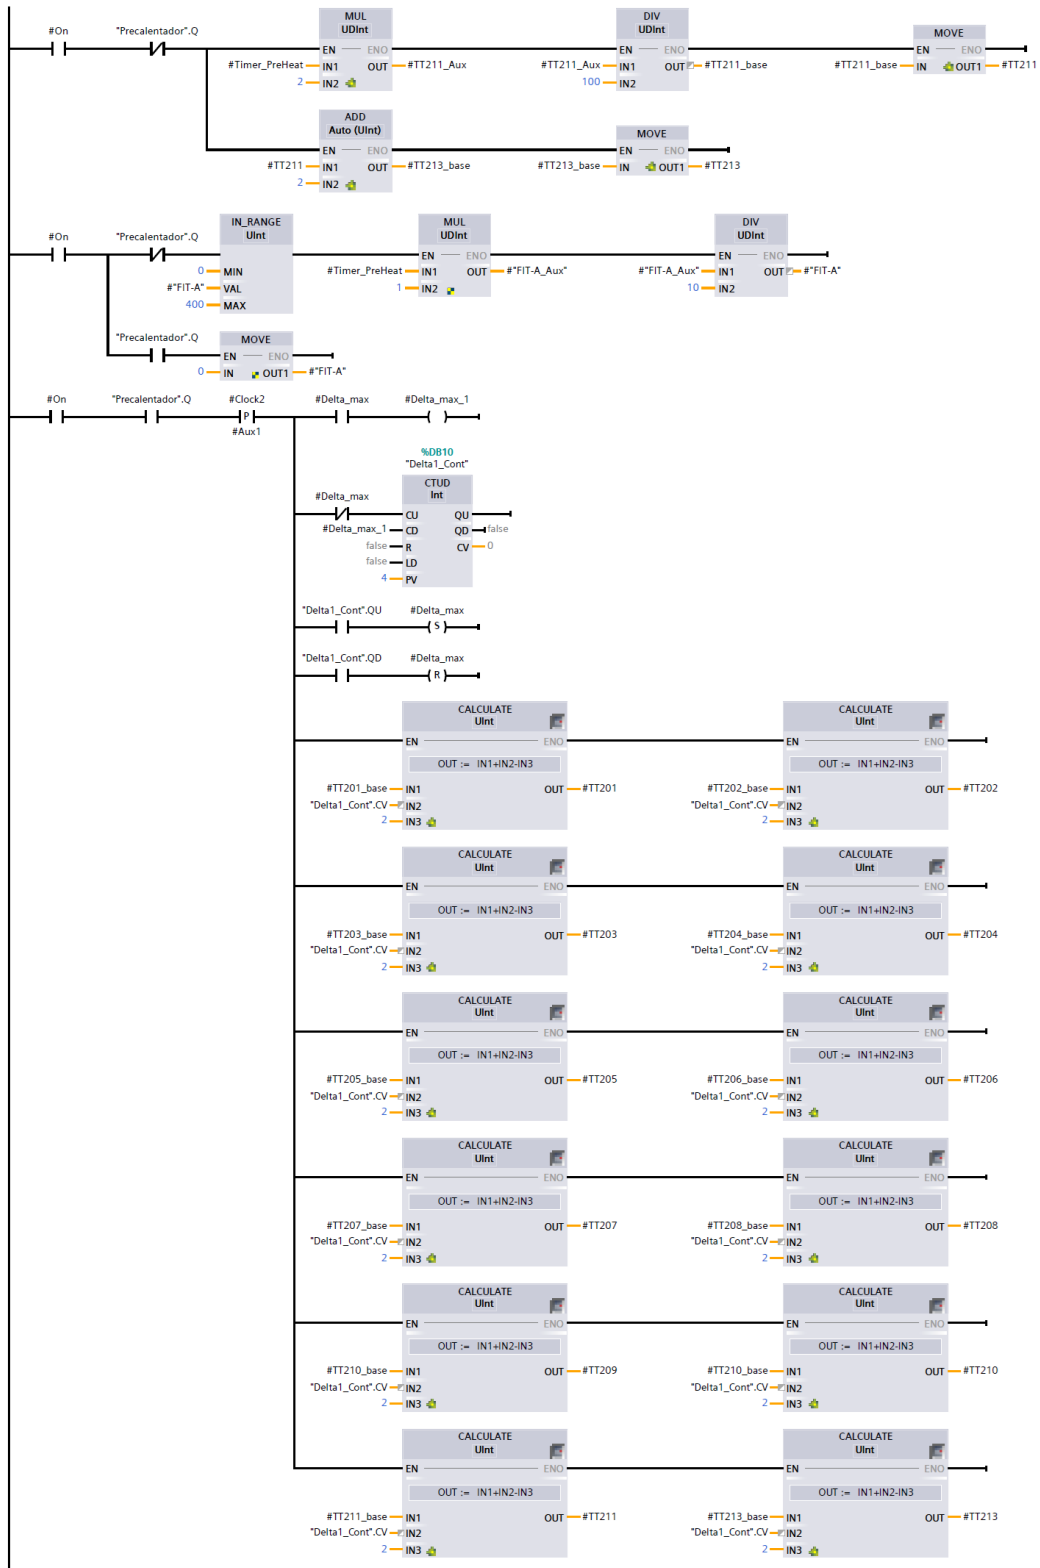 MUL DIV
#On "Precalentador".Q UDInt UDInt MOVE
EN ENO EN ENO EN ENO
#Timer_PreHeat IN1 OUT #TT211_Aux #TT211_Aux IN1 OUT #TT211_base #TT211_base IN OUT1 #TT211
2 IN2 100 IN2
ADD
Auto (UInt) MOVE
EN ENO EN ENO
#TT211 IN1 OUT #TT213_base #TT213_base IN OUT1 #TT213
2 IN2
IN_RANGE MUL DIV
#On "Precalentador".Q UInt UDInt UDInt
EN ENO EN ENO
0 MIN #Timer_PreHeat IN1 OUT #"FIT-A_Aux" #"FIT-A_Aux" IN1 OUT #"FIT-A"
#"FIT-A" VAL 1 IN2 10 IN2
400 MAX
"Precalentador".Q MOVE
EN ENO
0 IN OUT1 #"FIT-A"
#On "Precalentador".Q #Clock2 #Delta_max #Delta_max_1
P
#Aux1
%DB10
"Delta1_Cont"
CTUD
#Delta_max Int
CU QU
#Delta_max_1 CD QD false
false R CV 0
false LD
4 PV
"Delta1_Cont".QU #Delta_max
S
"Delta1_Cont".QD #Delta_max
R
CALCULATE CALCULATE
UInt UInt
EN ENO EN ENO
OUT := IN1+IN2-IN3 OUT := IN1+IN2-IN3
#TT201_base IN1 OUT #TT201 #TT202_base IN1 OUT #TT202
"Delta1_Cont".CV IN2 "Delta1_Cont".CV IN2
2 IN3 2 IN3
CALCULATE CALCULATE
UInt UInt
EN ENO EN ENO
OUT := IN1+IN2-IN3 OUT := IN1+IN2-IN3
#TT203_base IN1 OUT #TT203 #TT204_base IN1 OUT #TT204
"Delta1_Cont".CV IN2 "Delta1_Cont".CV IN2
2 IN3 2 IN3
CALCULATE CALCULATE
UInt UInt
EN ENO EN ENO
OUT := IN1+IN2-IN3 OUT := IN1+IN2-IN3
#TT205_base IN1 OUT #TT205 #TT206_base IN1 OUT #TT206
"Delta1_Cont".CV IN2 "Delta1_Cont".CV IN2
2 IN3 2 IN3
CALCULATE CALCULATE
UInt UInt
EN ENO EN ENO
OUT := IN1+IN2-IN3 OUT := IN1+IN2-IN3
#TT207_base IN1 OUT #TT207 #TT208_base IN1 OUT #TT208
"Delta1_Cont".CV IN2 "Delta1_Cont".CV IN2
2 IN3 2 IN3
CALCULATE CALCULATE
UInt UInt
EN ENO EN ENO
OUT := IN1+IN2-IN3 OUT := IN1+IN2-IN3
#TT210_base IN1 OUT #TT209 #TT210_base IN1 OUT #TT210
"Delta1_Cont".CV IN2 "Delta1_Cont".CV IN2
2 IN3 2 IN3
CALCULATE CALCULATE
UInt UInt
EN ENO EN ENO
OUT := IN1+IN2-IN3 OUT := IN1+IN2-IN3
#TT211_base IN1 OUT #TT211 #TT213_base IN1 OUT #TT213
"Delta1_Cont".CV IN2 "Delta1_Cont".CV IN2
2 IN3 2 IN3